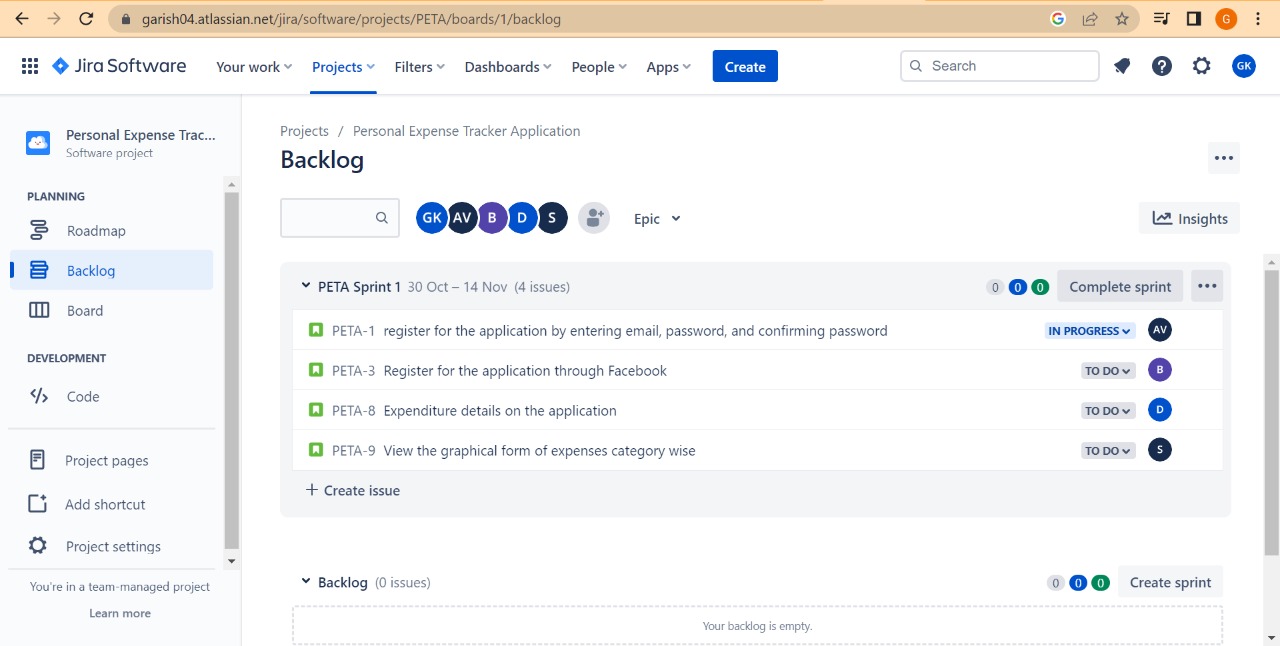 garish04.atlassian.net/jira/software/projects/PETA/boards/1/backlog
G
G
Jira Software
Your work
Projects
Filters
Dashboards
People
Apps
Create
Search
GK
Personal Expense Trac...
Software project
PLANNING
Roadmap
Backlog
Board
DEVELOPMENT
Code
Project pages
Add shortcut
Project settings
You're in a team-managed project
Learn more
Projects / Personal Expense Tracker Application
Backlog
GK AV B D S
Epic
Insights
PETA Sprint 1 30 Oct – 14 Nov (4 issues) 0 0 0 Complete sprint
PETA-1 register for the application by entering email, password, and confirming password IN PROGRESS AV
PETA-3 Register for the application through Facebook TO DO B
PETA-8 Expenditure details on the application TO DO D
PETA-9 View the graphical form of expenses category wise TO DO S
+ Create issue
Backlog (0 issues) 0 0 0 Create sprint
Your backlog is empty.